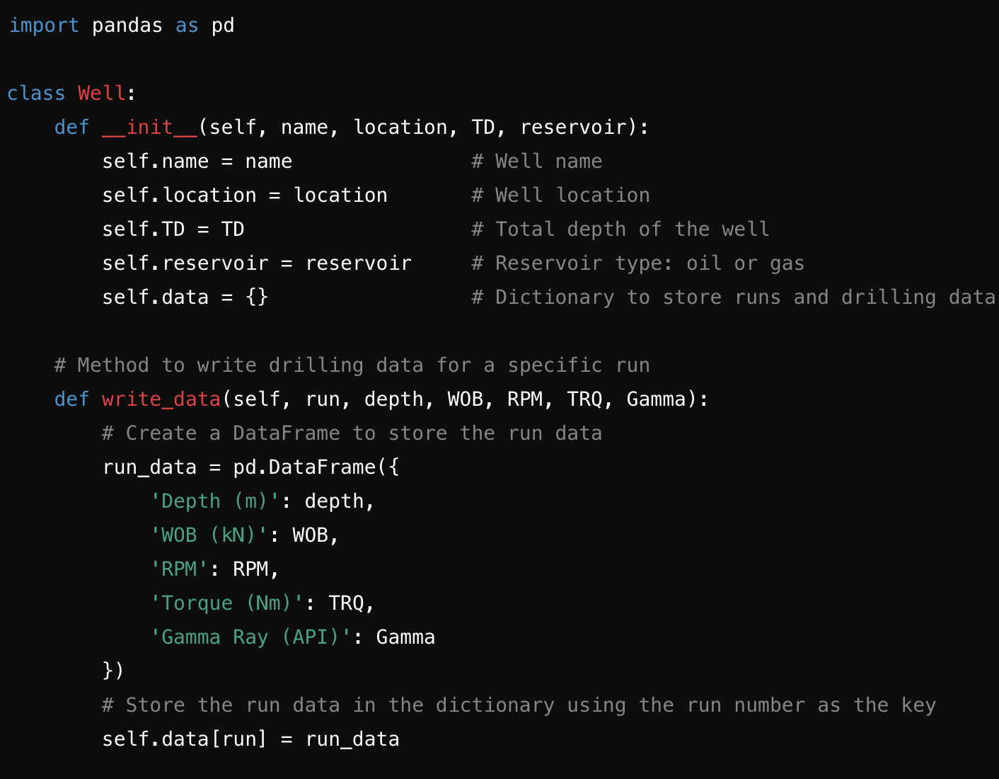 import pandas as pd
class Well:
    def __init__(self, name, location, TD, reservoir):
        self.name = name               # Well name
        self.location = location       # Well location
        self.TD = TD                   # Total depth of the well
        self.reservoir = reservoir     # Reservoir type: oil or gas
        self.data = {}                 # Dictionary to store runs and drilling data
    # Method to write drilling data for a specific run
    def write_data(self, run, depth, WOB, RPM, TRQ, Gamma):
        # Create a DataFrame to store the run data
        run_data = pd.DataFrame({
            'Depth (m)': depth,
            'WOB (kN)': WOB,
            'RPM': RPM,
            'Torque (Nm)': TRQ,
            'Gamma Ray (API)': Gamma
        })
        # Store the run data in the dictionary using the run number as the key
        self.data[run] = run_data